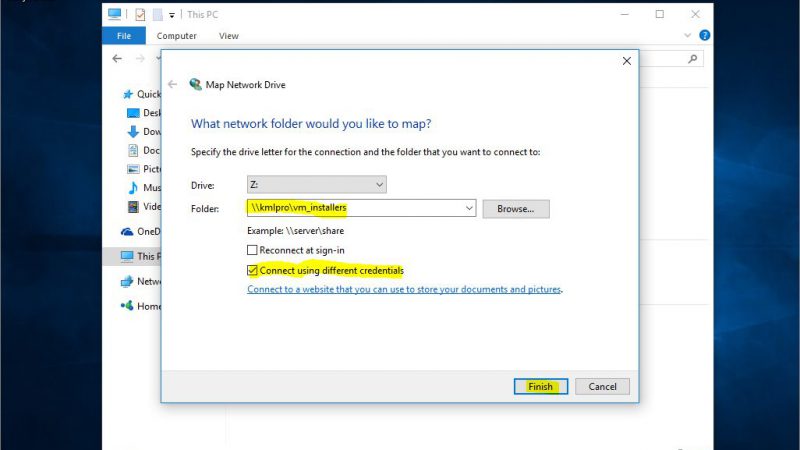 This PC
File Computer View
Map Network Drive
What network folder would you like to map?
Specify the drive letter for the connection and the folder that you want to connect to:
Drive: Z:
Folder: \\kmlpro\vm_installers Browse...
Example: \\server\share
Reconnect at sign-in
Connect using different credentials
Connect to a website that you can use to store your documents and pictures.
Finish Cancel
Quick
Desk
Dow
Doc
Pict
Mus
Vide
OneD
This P
Netwo
Home